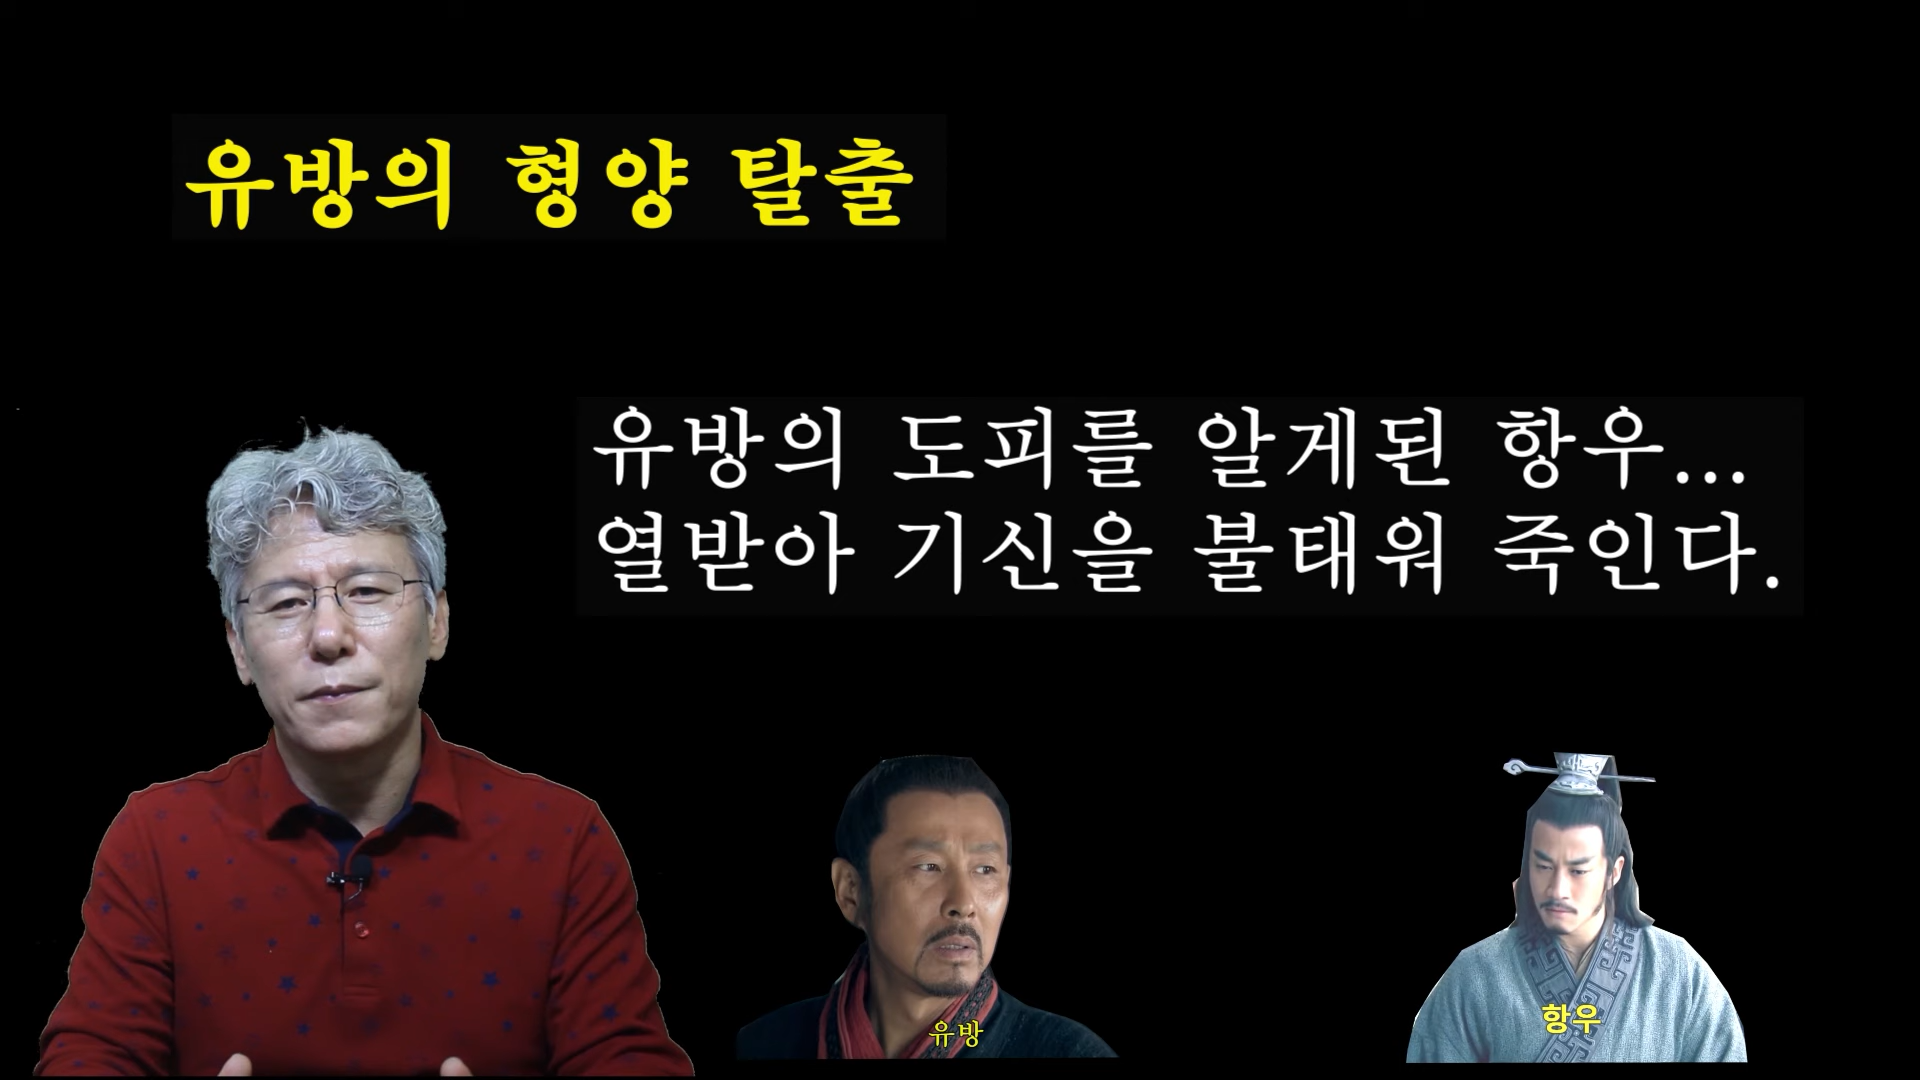 유방의 형양 탈출
유방의 도피를 알게된 항우...
열받아 기신을 불태워 죽인다.
유방
항우